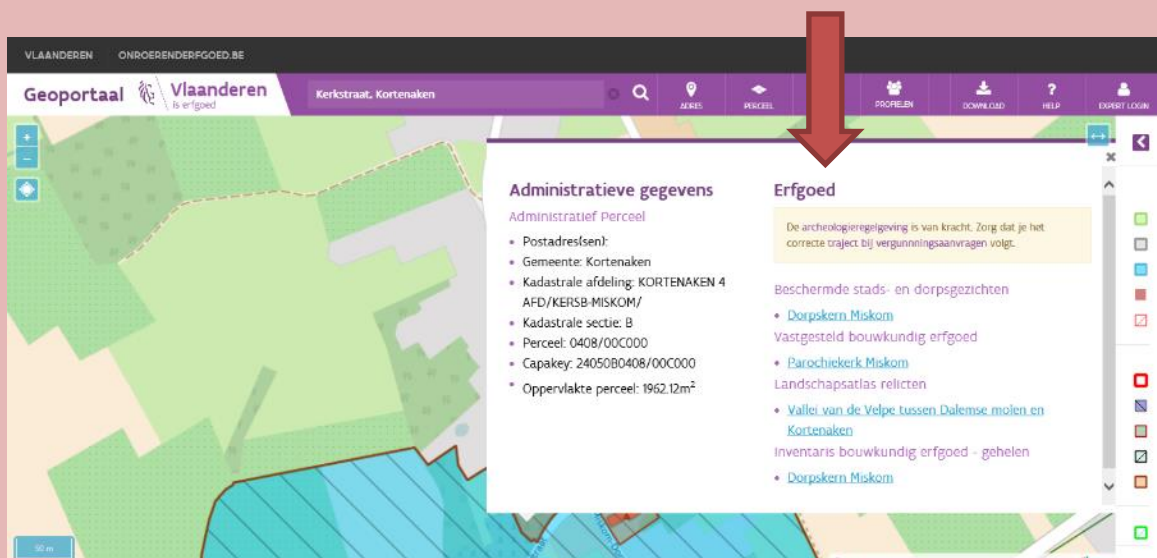 VLAANDEREN ONROERENDERFGOED.BE
Geoportaal Vlaanderen
is erfgoed
Kerkstraat, Kortenaken
ADRES PERCEEL PROFIELEN DOWNLOAD ? HELP EXPERT LOGIN
+
−
Administratieve gegevens
Administratief Perceel
• Postadres(sen):
• Gemeente: Kortenaken
• Kadastrale afdeling: KORTENAKEN 4
AFD/KERSB-MISKOM/
• Kadastrale sectie: B
• Perceel: 0408/00C000
• Capakey: 24050B0408/00C000
• Oppervlakte perceel: 1962.12m²
Erfgoed
De archeologieregelgeving is van kracht. Zorg dat je het
correcte traject bij vergunnningsaanvragen volgt.
Beschermde stads- en dorpsgezichten
• Dorpskern Miskom
Vastgesteld bouwkundig erfgoed
• Parochiekerk Miskom
Landschapsatlas relicten
• Vallei van de Velpe tussen Dalemse molen en
Kortenaken
Inventaris bouwkundig erfgoed - gehelen
• Dorpskern Miskom
50 m